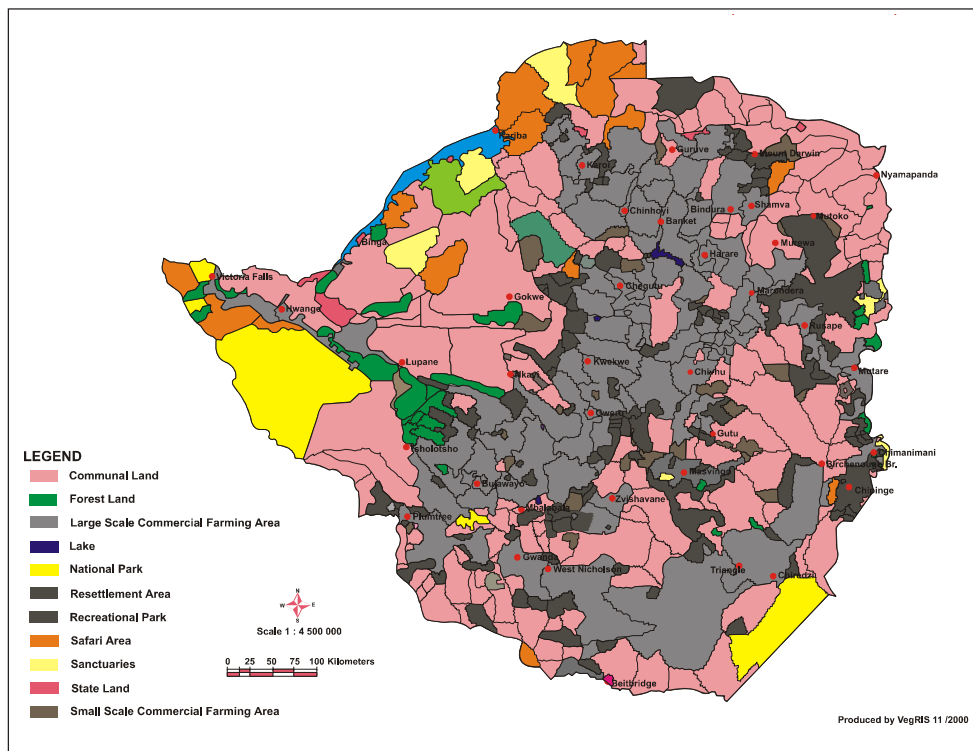 Kariba
Karoi
Guruve
Mount Darwin
Nyamapanda
Chinhoyi
Bindura
Shamva
Banket
Mutoko
Binga
Murewa
Harare
Victoria Falls
Chegutu
Marondera
Hwange
Gokwe
Rusape
Lupane
Kwekwe
Nkayi
Chivhu
Mutare
Gweru
Gutu
Tsholotsho
Chimanimani
Birchenough Br.
Masvingo
Bulawayo
Chipinge
Zvishavane
Mbalabala
Plumtree
Gwanda
West Nicholson
Triangle
Chiredzi
Beitbridge
LEGEND
Communal Land
Forest Land
Large Scale Commercial Farming Area
Lake
National Park
Resettlement Area
Recreational Park
Safari Area
Sanctuaries
State Land
Small Scale Commercial Farming Area
N
W E
S
Scale 1 : 4 500 000
0 25 50 75 100 Kilometers
Produced by VegRIS 11 /2000